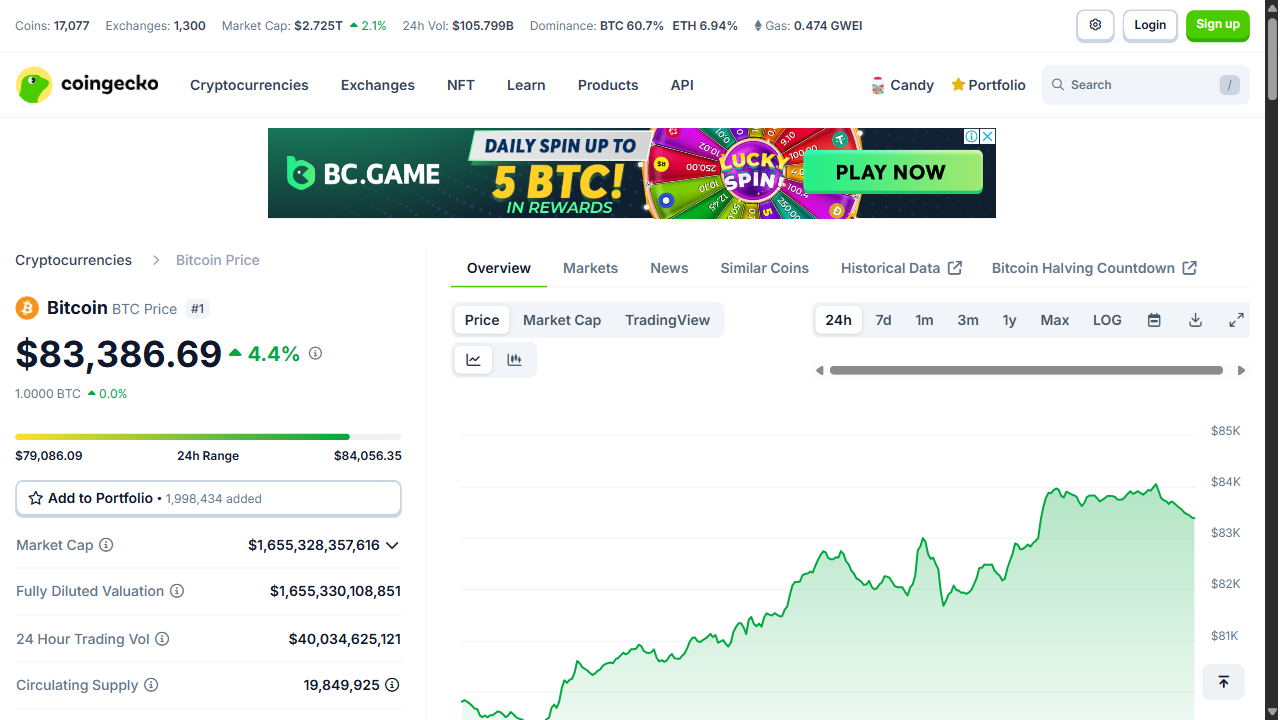 Coins: 17,077 Exchanges: 1,300 Market Cap: $2.725T 2.1% 24h Vol: $105.799B Dominance: BTC 60.7% ETH 6.94% Gas: 0.474 GWEI
Login
Sign up
coingecko
Cryptocurrencies Exchanges NFT Learn Products API
Candy Portfolio Search /
BC.GAME
DAILY SPIN UP TO
5 BTC!
IN REWARDS
LUCKY
SPIN!
PLAY NOW
Cryptocurrencies Bitcoin Price
Bitcoin BTC Price #1
$83,386.69 4.4%
1.0000 BTC 0.0%
$79,086.09 24h Range $84,056.35
Add to Portfolio • 1,998,434 added
Market Cap $1,655,328,357,616
Fully Diluted Valuation $1,655,330,108,851
24 Hour Trading Vol $40,034,625,121
Circulating Supply 19,849,925
Overview Markets News Similar Coins Historical Data Bitcoin Halving Countdown
Price Market Cap TradingView
24h 7d 1m 3m 1y Max LOG
$85K
$84K
$83K
$82K
$81K